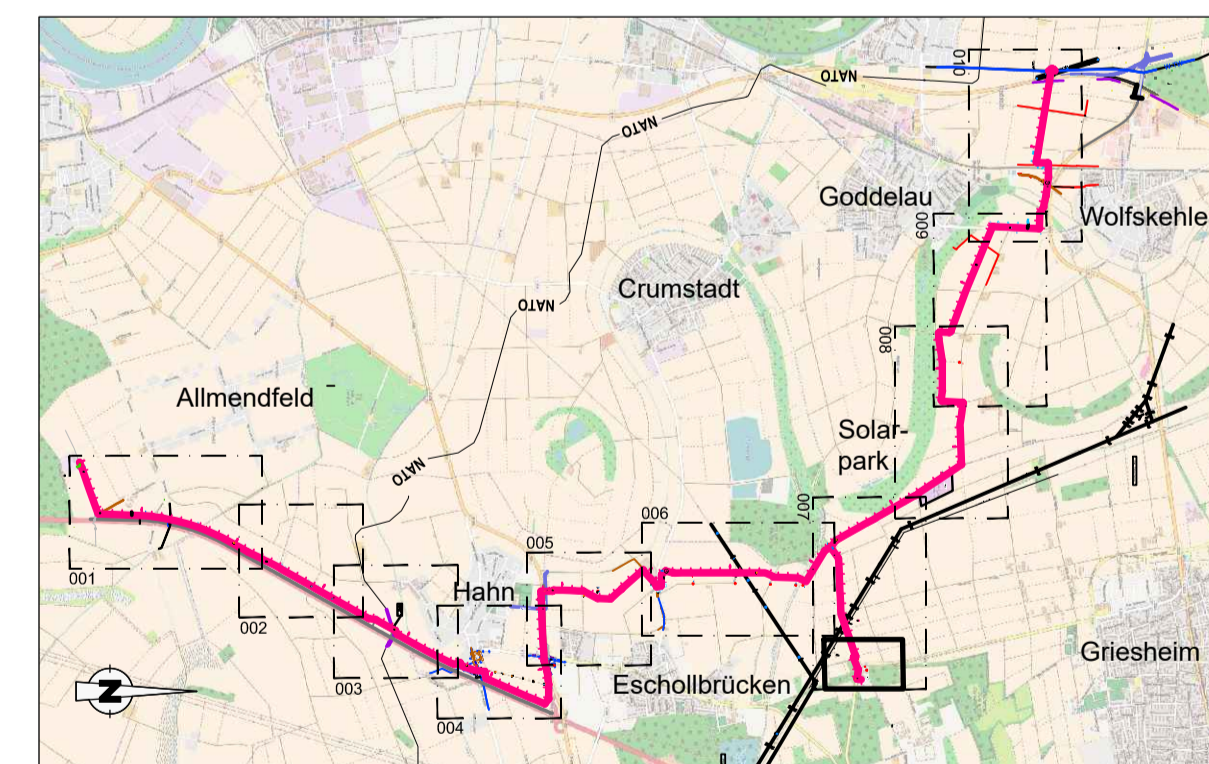 010
NATO
NATO
Goddelau
009
Wolfskehle
Crumstadt
NATO
008
Allmendfeld
Solar-
park
NATO
007
006
005
001
Hahn
002
003
004
N
Eschollbrücken
Griesheim